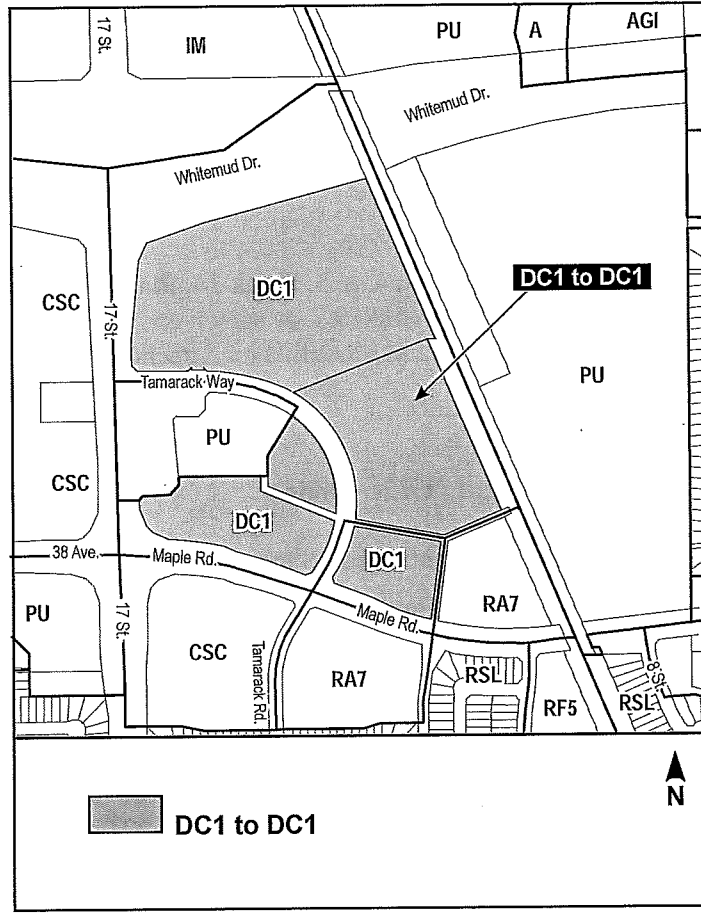 17 St.
IM
PU
A
AGI
Whitemud Dr.
Whitemud Dr.
DC1
DC1 to DC1
CSC
17 St.
PU
Tamarack Way
PU
CSC
DC1
DC1
38 Ave.
Maple Rd.
RA7
PU
17 St.
Maple Rd.
CSC
Tamarack Rd.
RA7
RSL
RF5
RSL
8 St.
N
DC1 to DC1